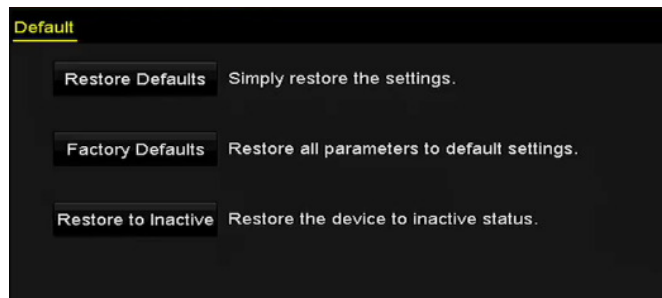 Default
Restore Defaults Simply restore the settings.
Factory Defaults Restore all parameters to default settings.
Restore to Inactive Restore the device to inactive status.